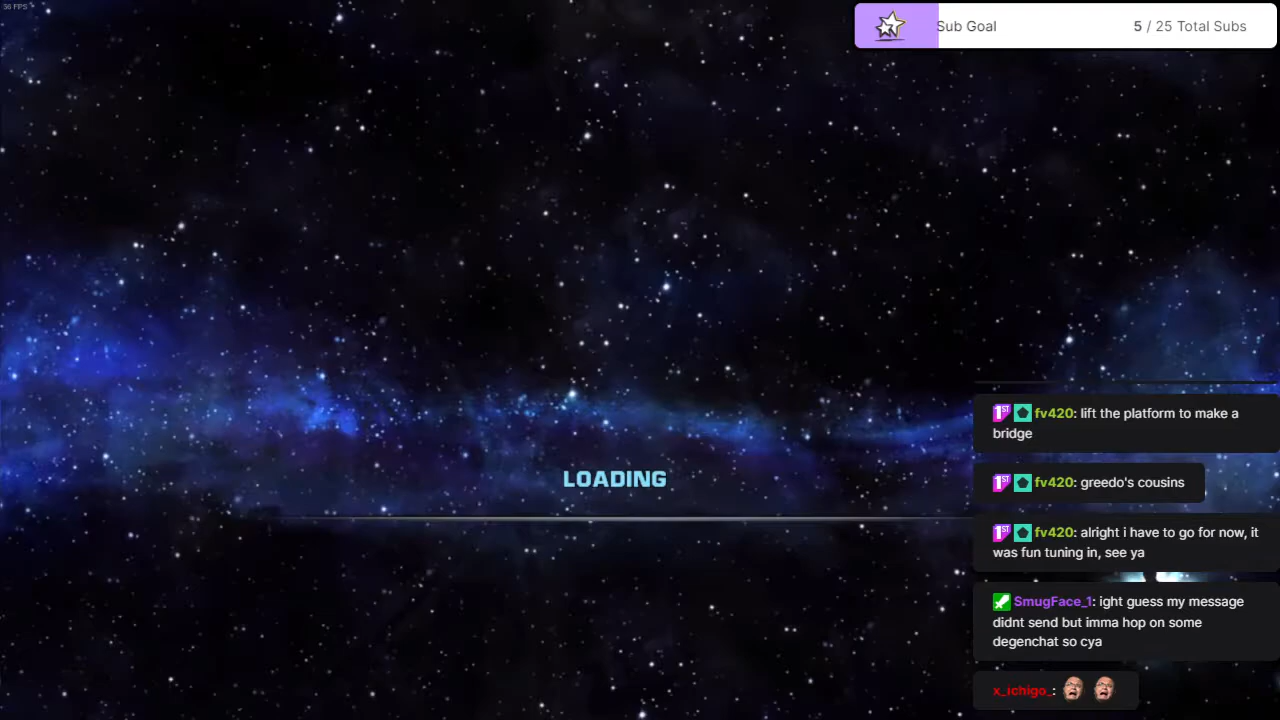 36 FPS
Sub Goal 5 / 25 Total Subs
LOADING
fv420: lift the platform to make a
bridge
fv420: greedo's cousins
fv420: alright i have to go for now, it
was fun tuning in, see ya
SmugFace_1: ight guess my message
didnt send but imma hop on some
degenchat so cya
x_ichigo_: